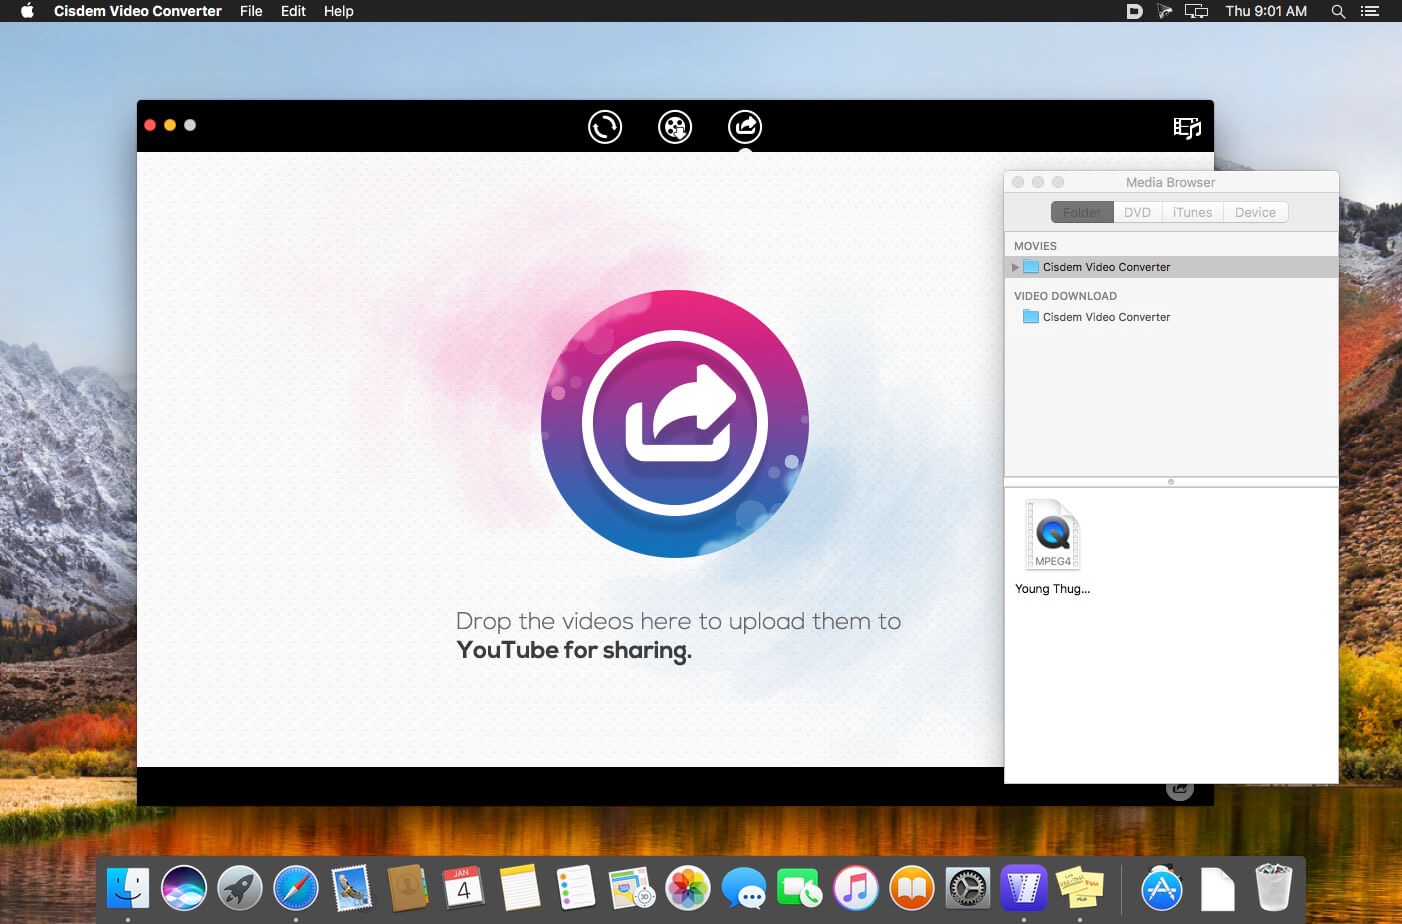 Cisdem Video Converter File Edit Help Thu 9:01 AM
Media Browser
Folder DVD iTunes Device
MOVIES
Cisdem Video Converter
VIDEO DOWNLOAD
Cisdem Video Converter
MPEG4
Young Thug...
Drop the videos here to upload them to
YouTube for sharing.
JAN
4
3D